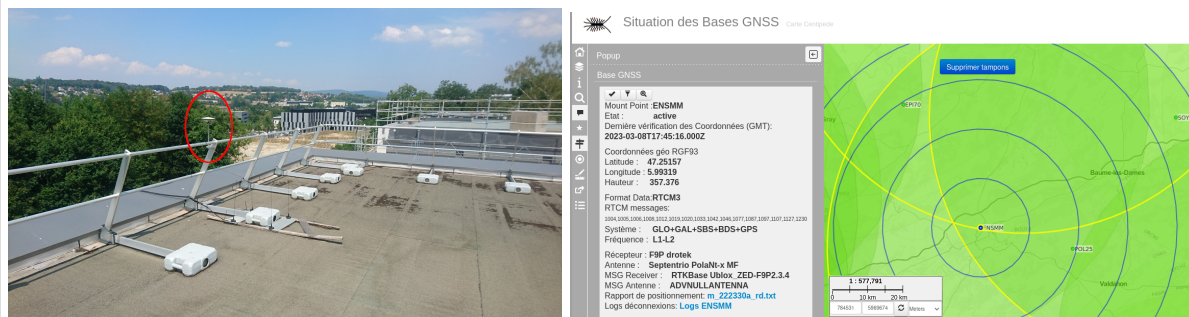 Situation des Bases GNSS Carte Centipede
Popup
Base GNSS
Mount Point :ENSMM
Etat : active
Dernière vérification des Coordonnées (GMT):
2023-03-08T17:45:16.000Z
Coordonnées géo RGF93
Latitude : 47.25157
Longitude : 5.99319
Hauteur : 357.376
Format Data:RTCM3
RTCM messages:
1004,1005,1006,1008,1012,1019,1020,1033,1042,1046,1077,1087,1097,1107,1127,1230
Système : GLO+GAL+SBS+BDS+GPS
Fréquence : L1-L2
Récepteur : F9P drotek
Antenne : Septentrio PolaNt-x MF
MSG Receiver : RTKBase Ublox_ZED-F9P2.3.4
MSG Antenne : ADVNULLANTENNA
Rapport de positionnement: m_222330a_rd.txt
Logs déconnexions: Logs ENSMM
Supprimer tampons
EPI70
SOY
Gray
Baume-les-Dames
ENSMM
POL25
Valdahon
1 : 577,791
0 10 km 20 km
784531 5969674 Meters